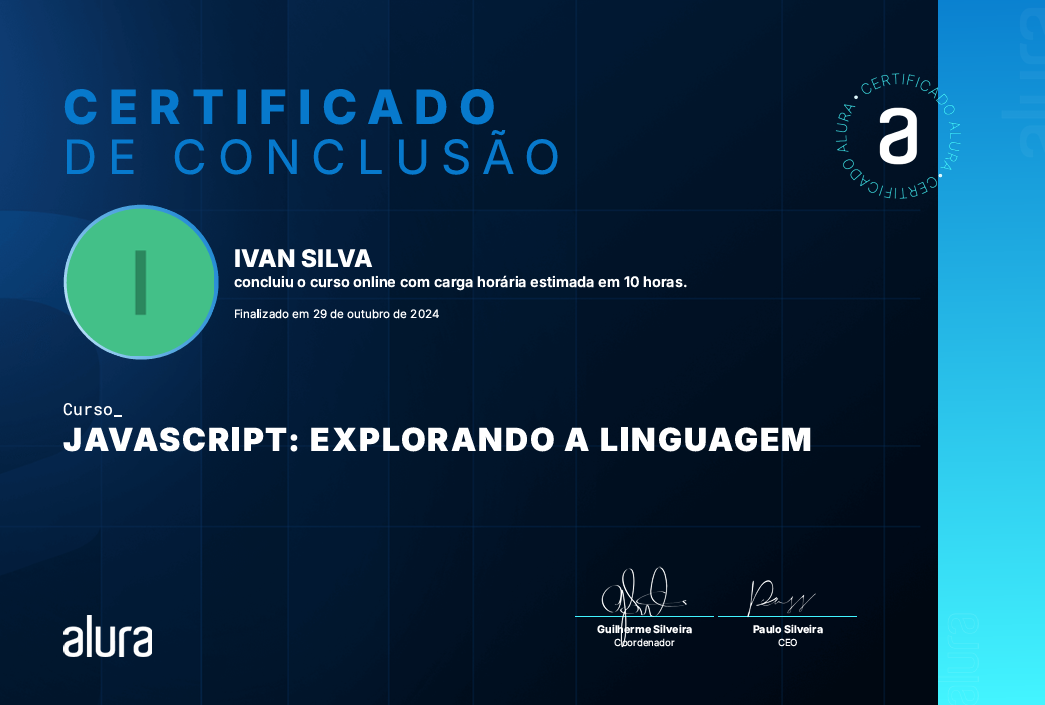 CERTIFICADO
DE CONCLUSÃO
CERTIFICADO ALURA • CERTIFICADO ALURA •
a
I
IVAN SILVA
concluiu o curso online com carga horária estimada em 10 horas.
Finalizado em 29 de outubro de 2024
Curso_
JAVASCRIPT: EXPLORANDO A LINGUAGEM
alura
Guilherme Silveira
Coordenador
Paulo Silveira
CEO
alura
alura